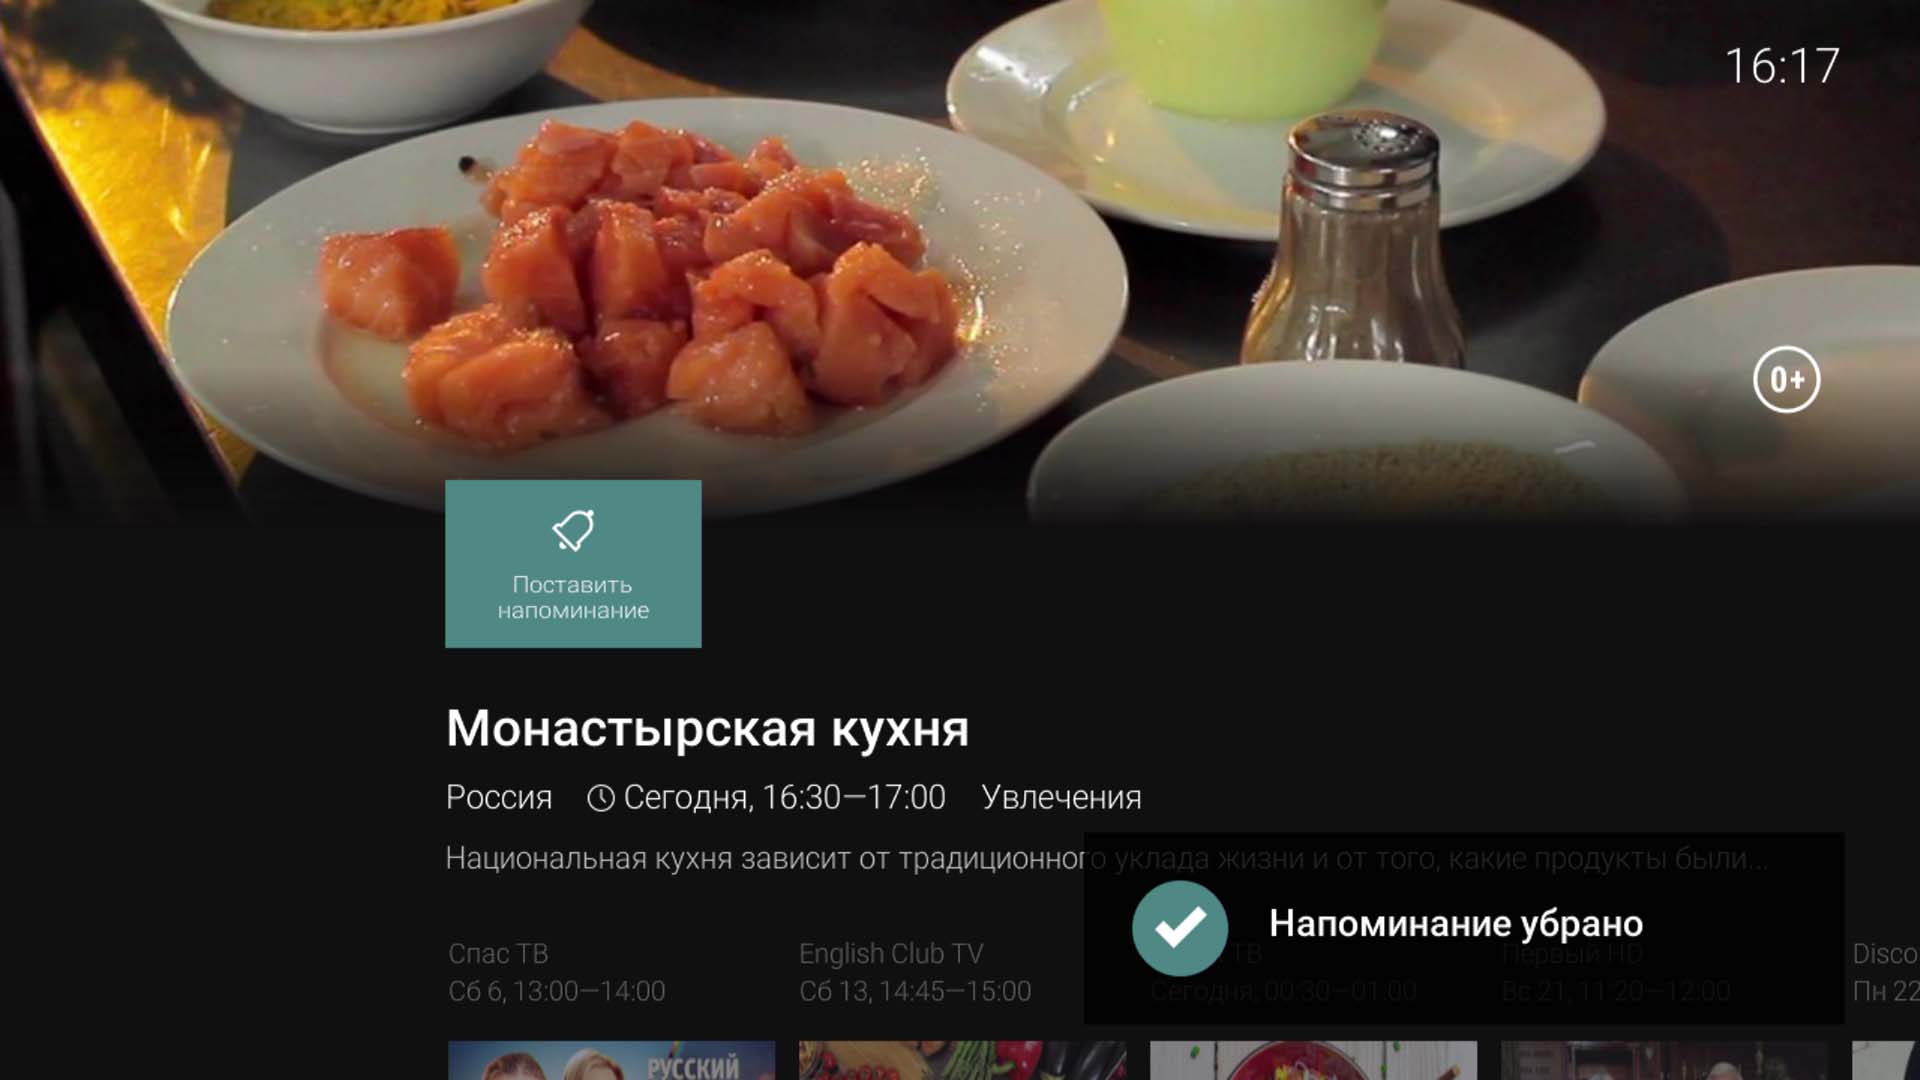 16:17
0+
Поставить
напоминание
Монастырская кухня
Россия Сегодня, 16:30—17:00 Увлечения
Национальная кухня зависит от традиционного уклада жизни и от того, какие продукты были...
Напоминание убрано
Спас ТВ English Club TV ТВ Первый HD Disco
Сб 6, 13:00—14:00 Сб 13, 14:45—15:00 Сегодня, 00:30—01:00 Вс 21, 11:20—12:00 Пн 22
РУССКИЙ